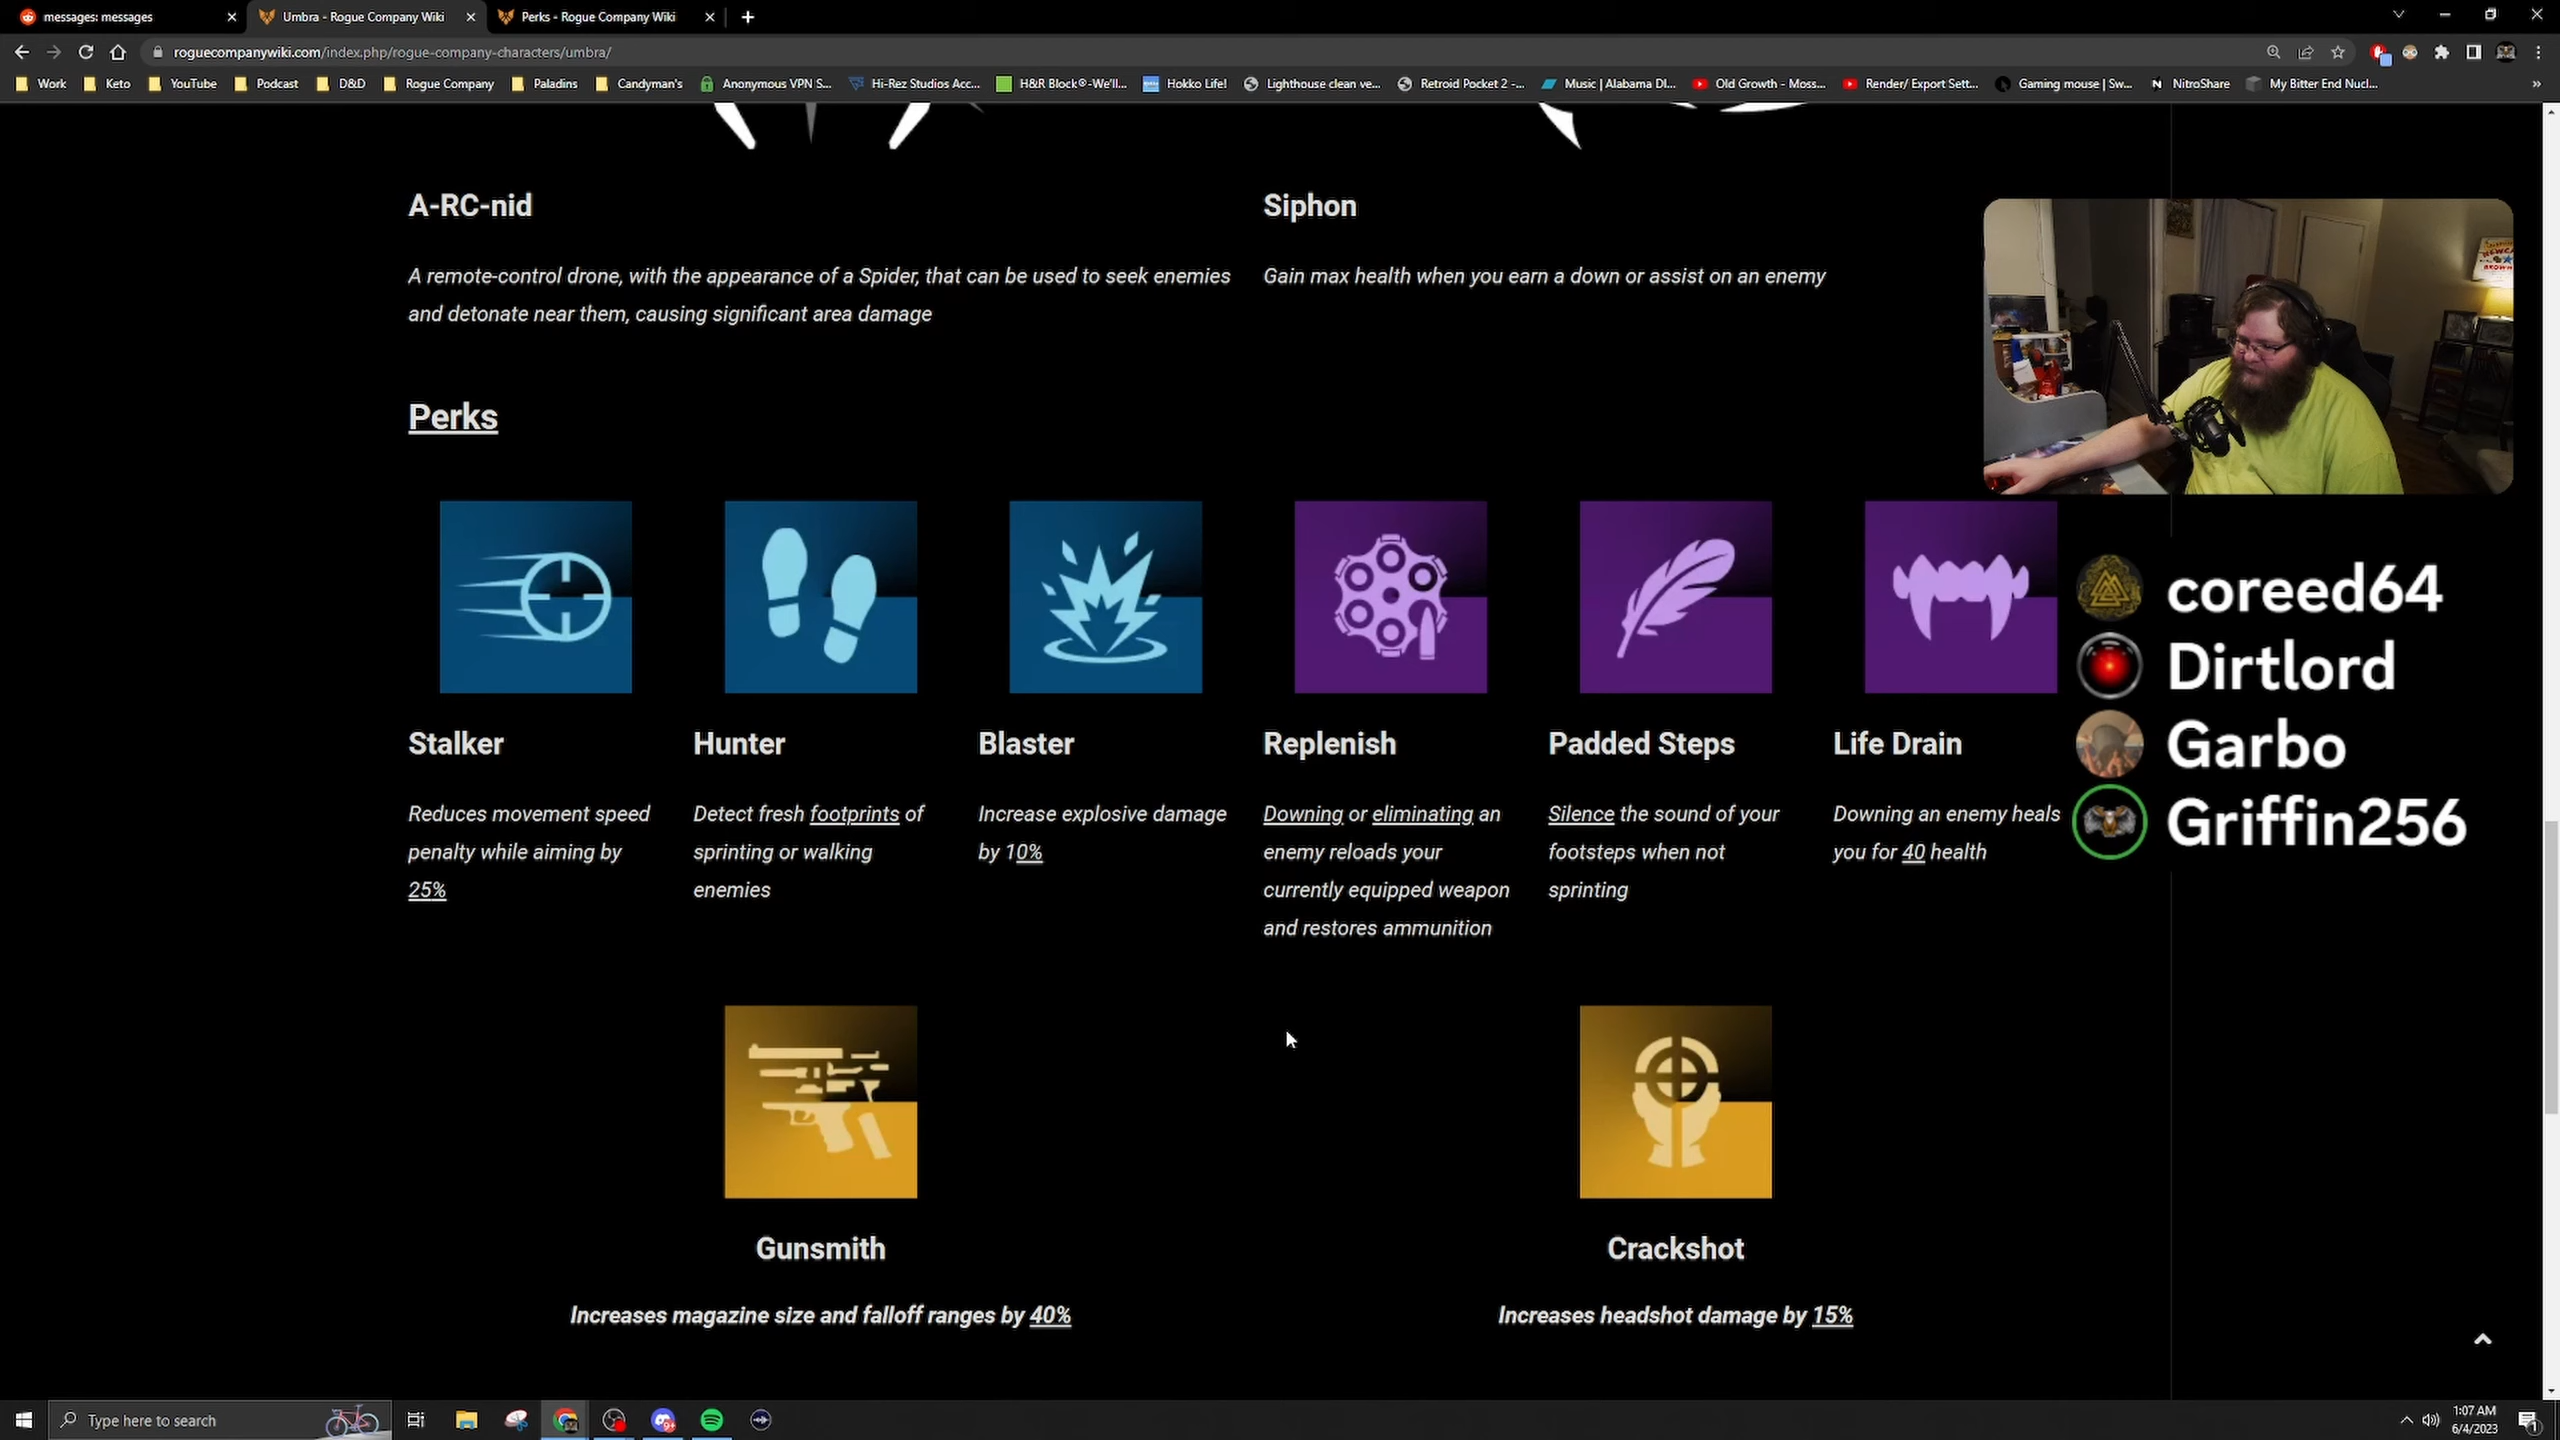 messages: messages
Umbra - Rogue Company Wiki
Perks - Rogue Company Wiki
roguecompanywiki.com/index.php/rogue-company-characters/umbra/
Work
Keto
YouTube
Podcast
D&D
Rogue Company
Paladins
Candyman's
Anonymous VPN S...
Hi-Rez Studios Acc...
H&R Block®-We'll...
Hokko Life!
Lighthouse clean ve...
Retroid Pocket 2 -...
Music | Alabama DI...
Old Growth - Moss...
Render/ Export Sett...
Gaming mouse | Sw...
NitroShare
My Bitter End Nucl...
A-RC-nid
A remote-control drone, with the appearance of a Spider, that can be used to seek enemies
and detonate near them, causing significant area damage
Siphon
Gain max health when you earn a down or assist on an enemy
Perks
Stalker
Reduces movement speed
penalty while aiming by
25%
Hunter
Detect fresh footprints of
sprinting or walking
enemies
Blaster
Increase explosive damage
by 10%
Replenish
Downing or eliminating an
enemy reloads your
currently equipped weapon
and restores ammunition
Padded Steps
Silence the sound of your
footsteps when not
sprinting
Life Drain
Downing an enemy heals
you for 40 health
coreed64
Dirtlord
Garbo
Griffin256
Gunsmith
Increases magazine size and falloff ranges by 40%
Crackshot
Increases headshot damage by 15%
Type here to search
1:07 AM
6/4/2023